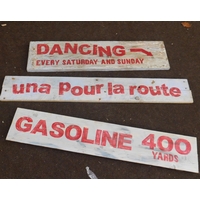 DANCING
EVERY SATURDAY AND SUNDAY
una pour la route
GASOLINE 400
YARDS